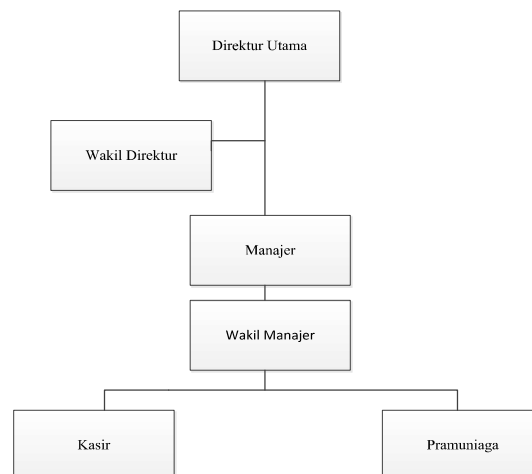 Direktur Utama
Wakil Direktur
Manajer
Wakil Manajer
Kasir
Pramuniaga